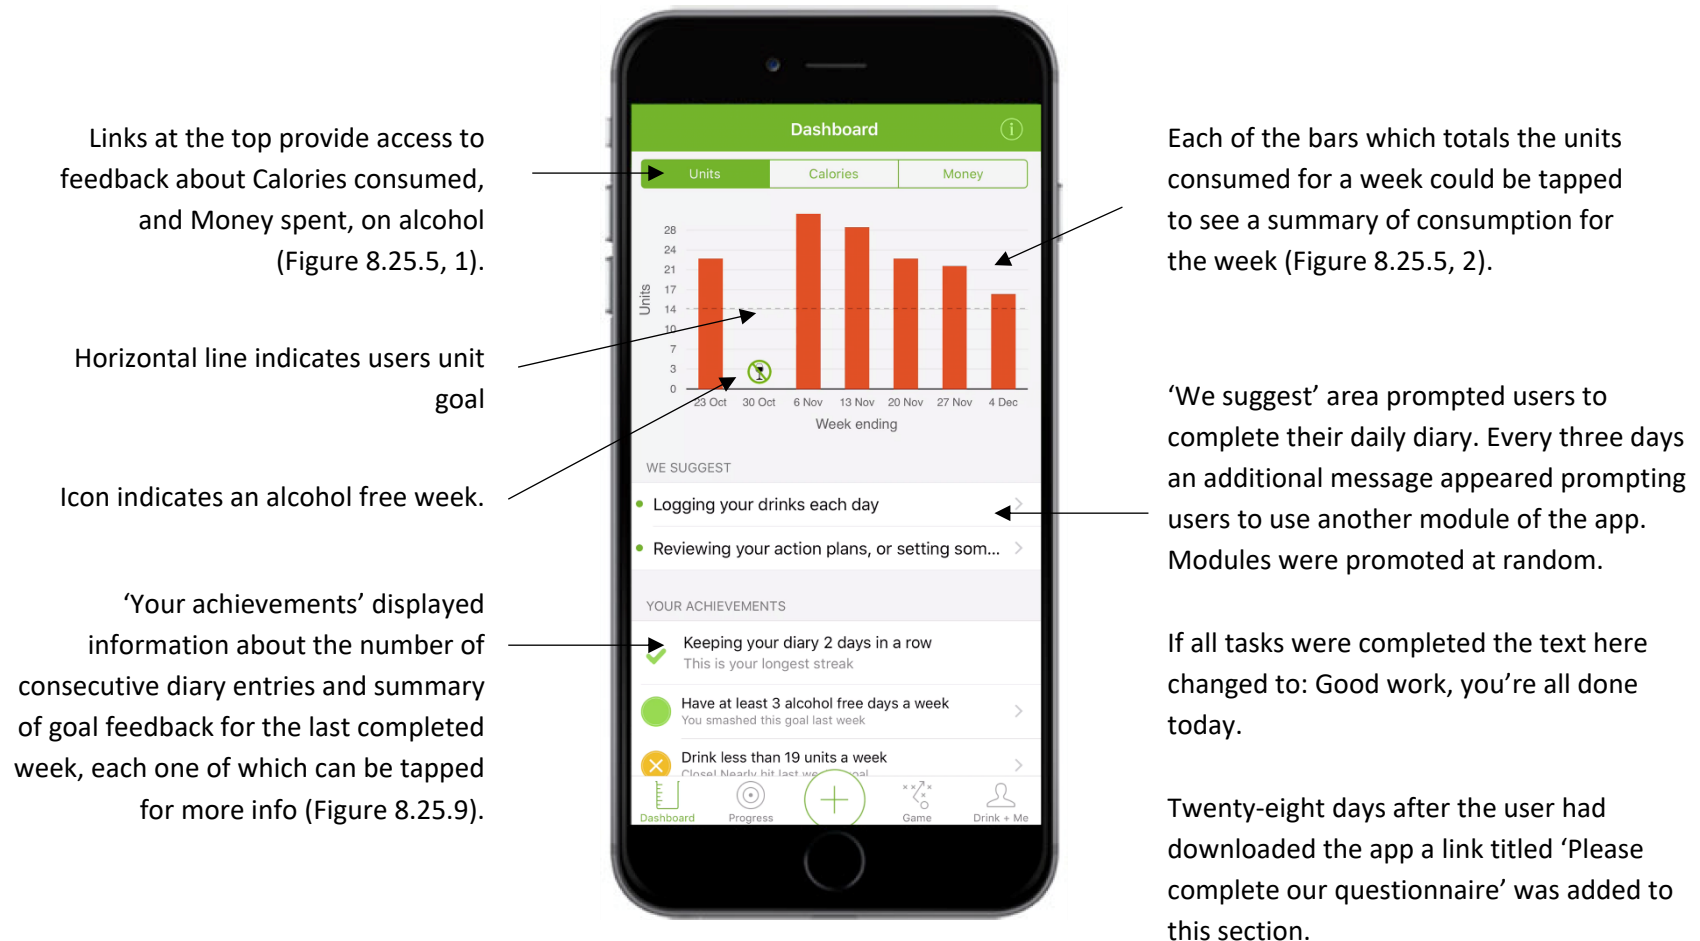 Links at the top provide access to
feedback about Calories consumed,
and Money spent, on alcohol
(Figure 8.25.5, 1).
Horizontal line indicates users unit
goal
Icon indicates an alcohol free week.
‘Your achievements’ displayed
information about the number of
consecutive diary entries and summary
of goal feedback for the last completed
week, each one of which can be tapped
for more info (Figure 8.25.9).
Dashboard
Units Calories Money
Units
28
24
21
17
14
10
7
3
0
23 Oct 30 Oct 6 Nov 13 Nov 20 Nov 27 Nov 4 Dec
Week ending
WE SUGGEST
Logging your drinks each day
Reviewing your action plans, or setting som...
YOUR ACHIEVEMENTS
Keeping your diary 2 days in a row
This is your longest streak
Have at least 3 alcohol free days a week
You smashed this goal last week
Drink less than 19 units a week
Close! Nearly hit last
Dashboard Progress Game Drink + Me
Each of the bars which totals the units
consumed for a week could be tapped
to see a summary of consumption for
the week (Figure 8.25.5, 2).
‘We suggest’ area prompted users to
complete their daily diary. Every three days
an additional message appeared prompting
users to use another module of the app.
Modules were promoted at random.
If all tasks were completed the text here
changed to: Good work, you’re all done
today.
Twenty-eight days after the user had
downloaded the app a link titled ‘Please
complete our questionnaire’ was added to
this section.